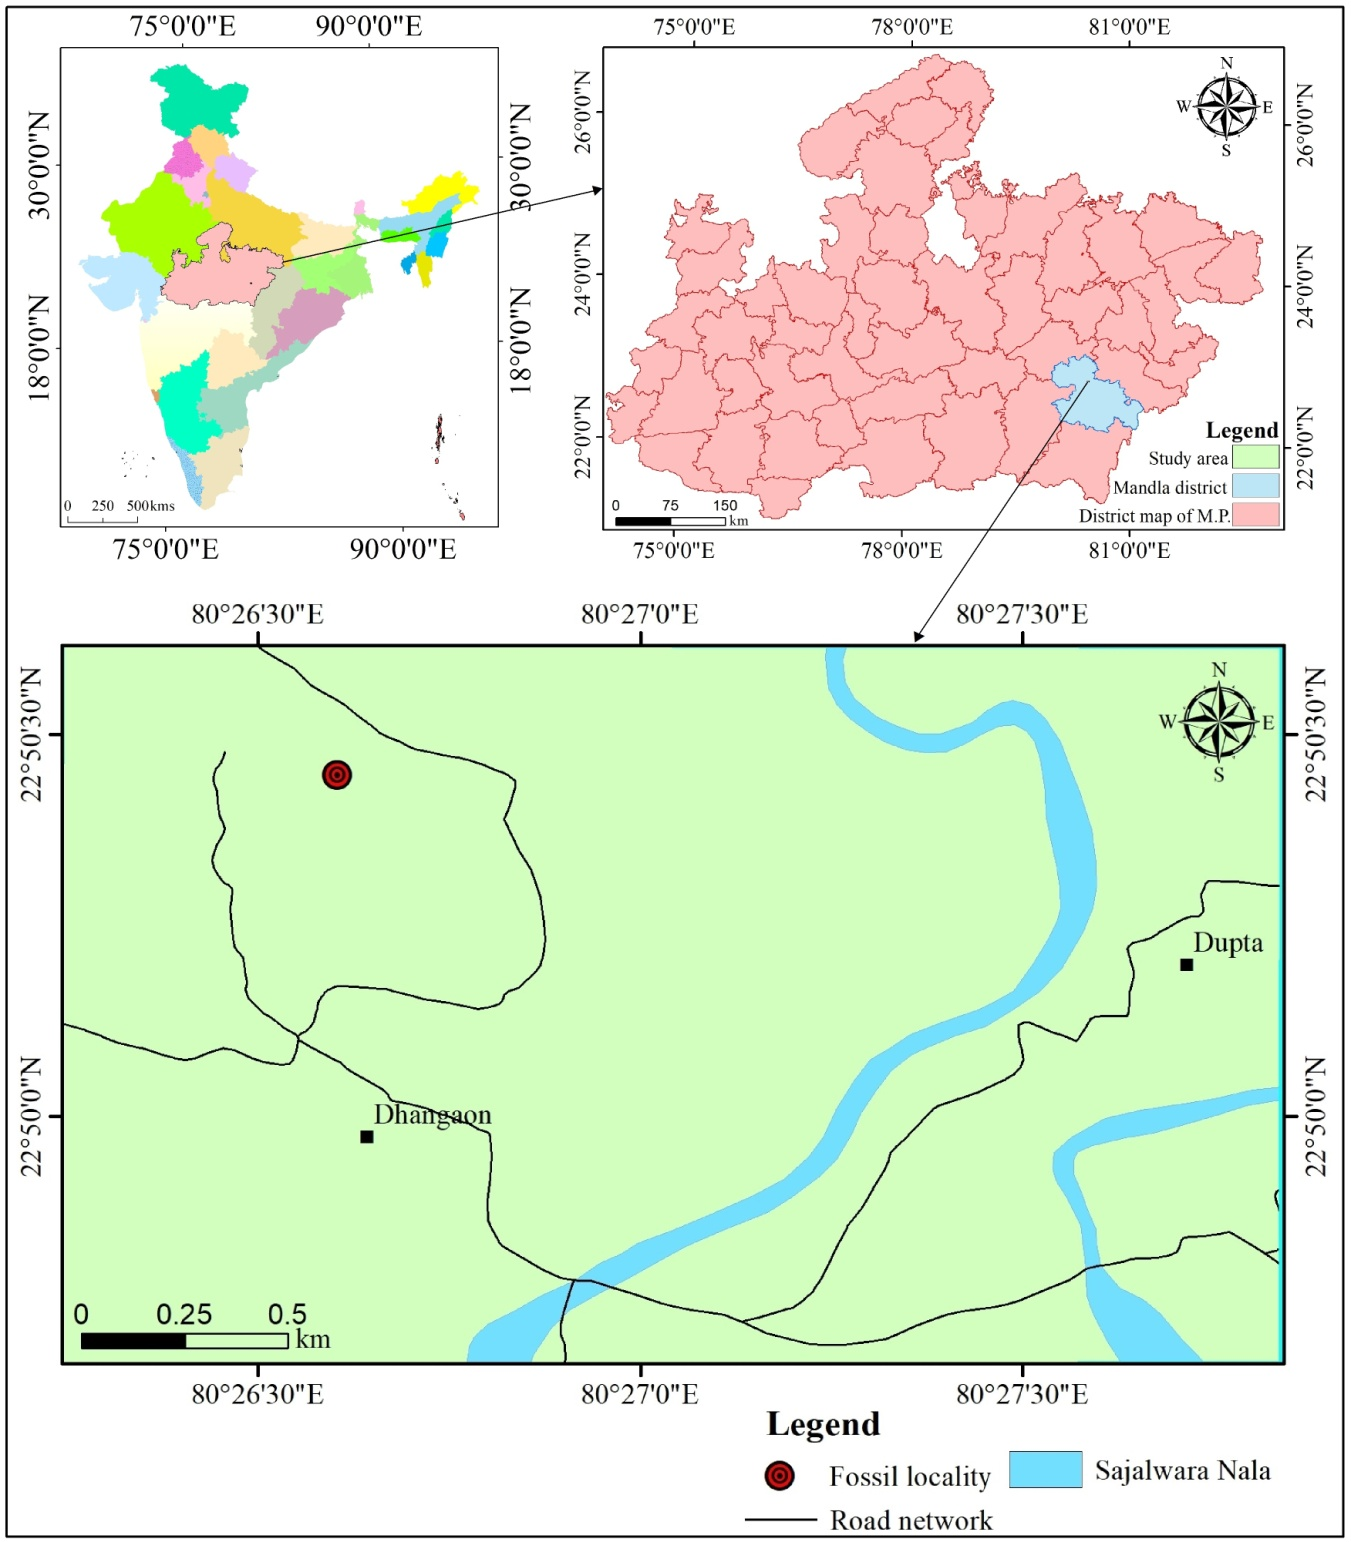 75°0'0"E 90°0'0"E
75°0'0"E 78°0'0"E 81°0'0"E
30°0'0"N
18°0'0"N
30°0'0"N
18°0'0"N
0 250 500kms
75°0'0"E 90°0'0"E
26°0'0"N
24°0'0"N
22°0'0"N
N
W E
S
26°0'0"N
24°0'0"N
22°0'0"N
Legend
Study area
Mandla district
District map of M.P.
0 75 150
km
75°0'0"E 78°0'0"E 81°0'0"E
80°26'30"E 80°27'0"E 80°27'30"E
22°50'30"N
22°50'0"N
N
W E
S
22°50'30"N
22°50'0"N
Dupta
Dhangaon
0 0.25 0.5
km
80°26'30"E 80°27'0"E 80°27'30"E
Legend
Fossil locality
Sajalwara Nala
Road network